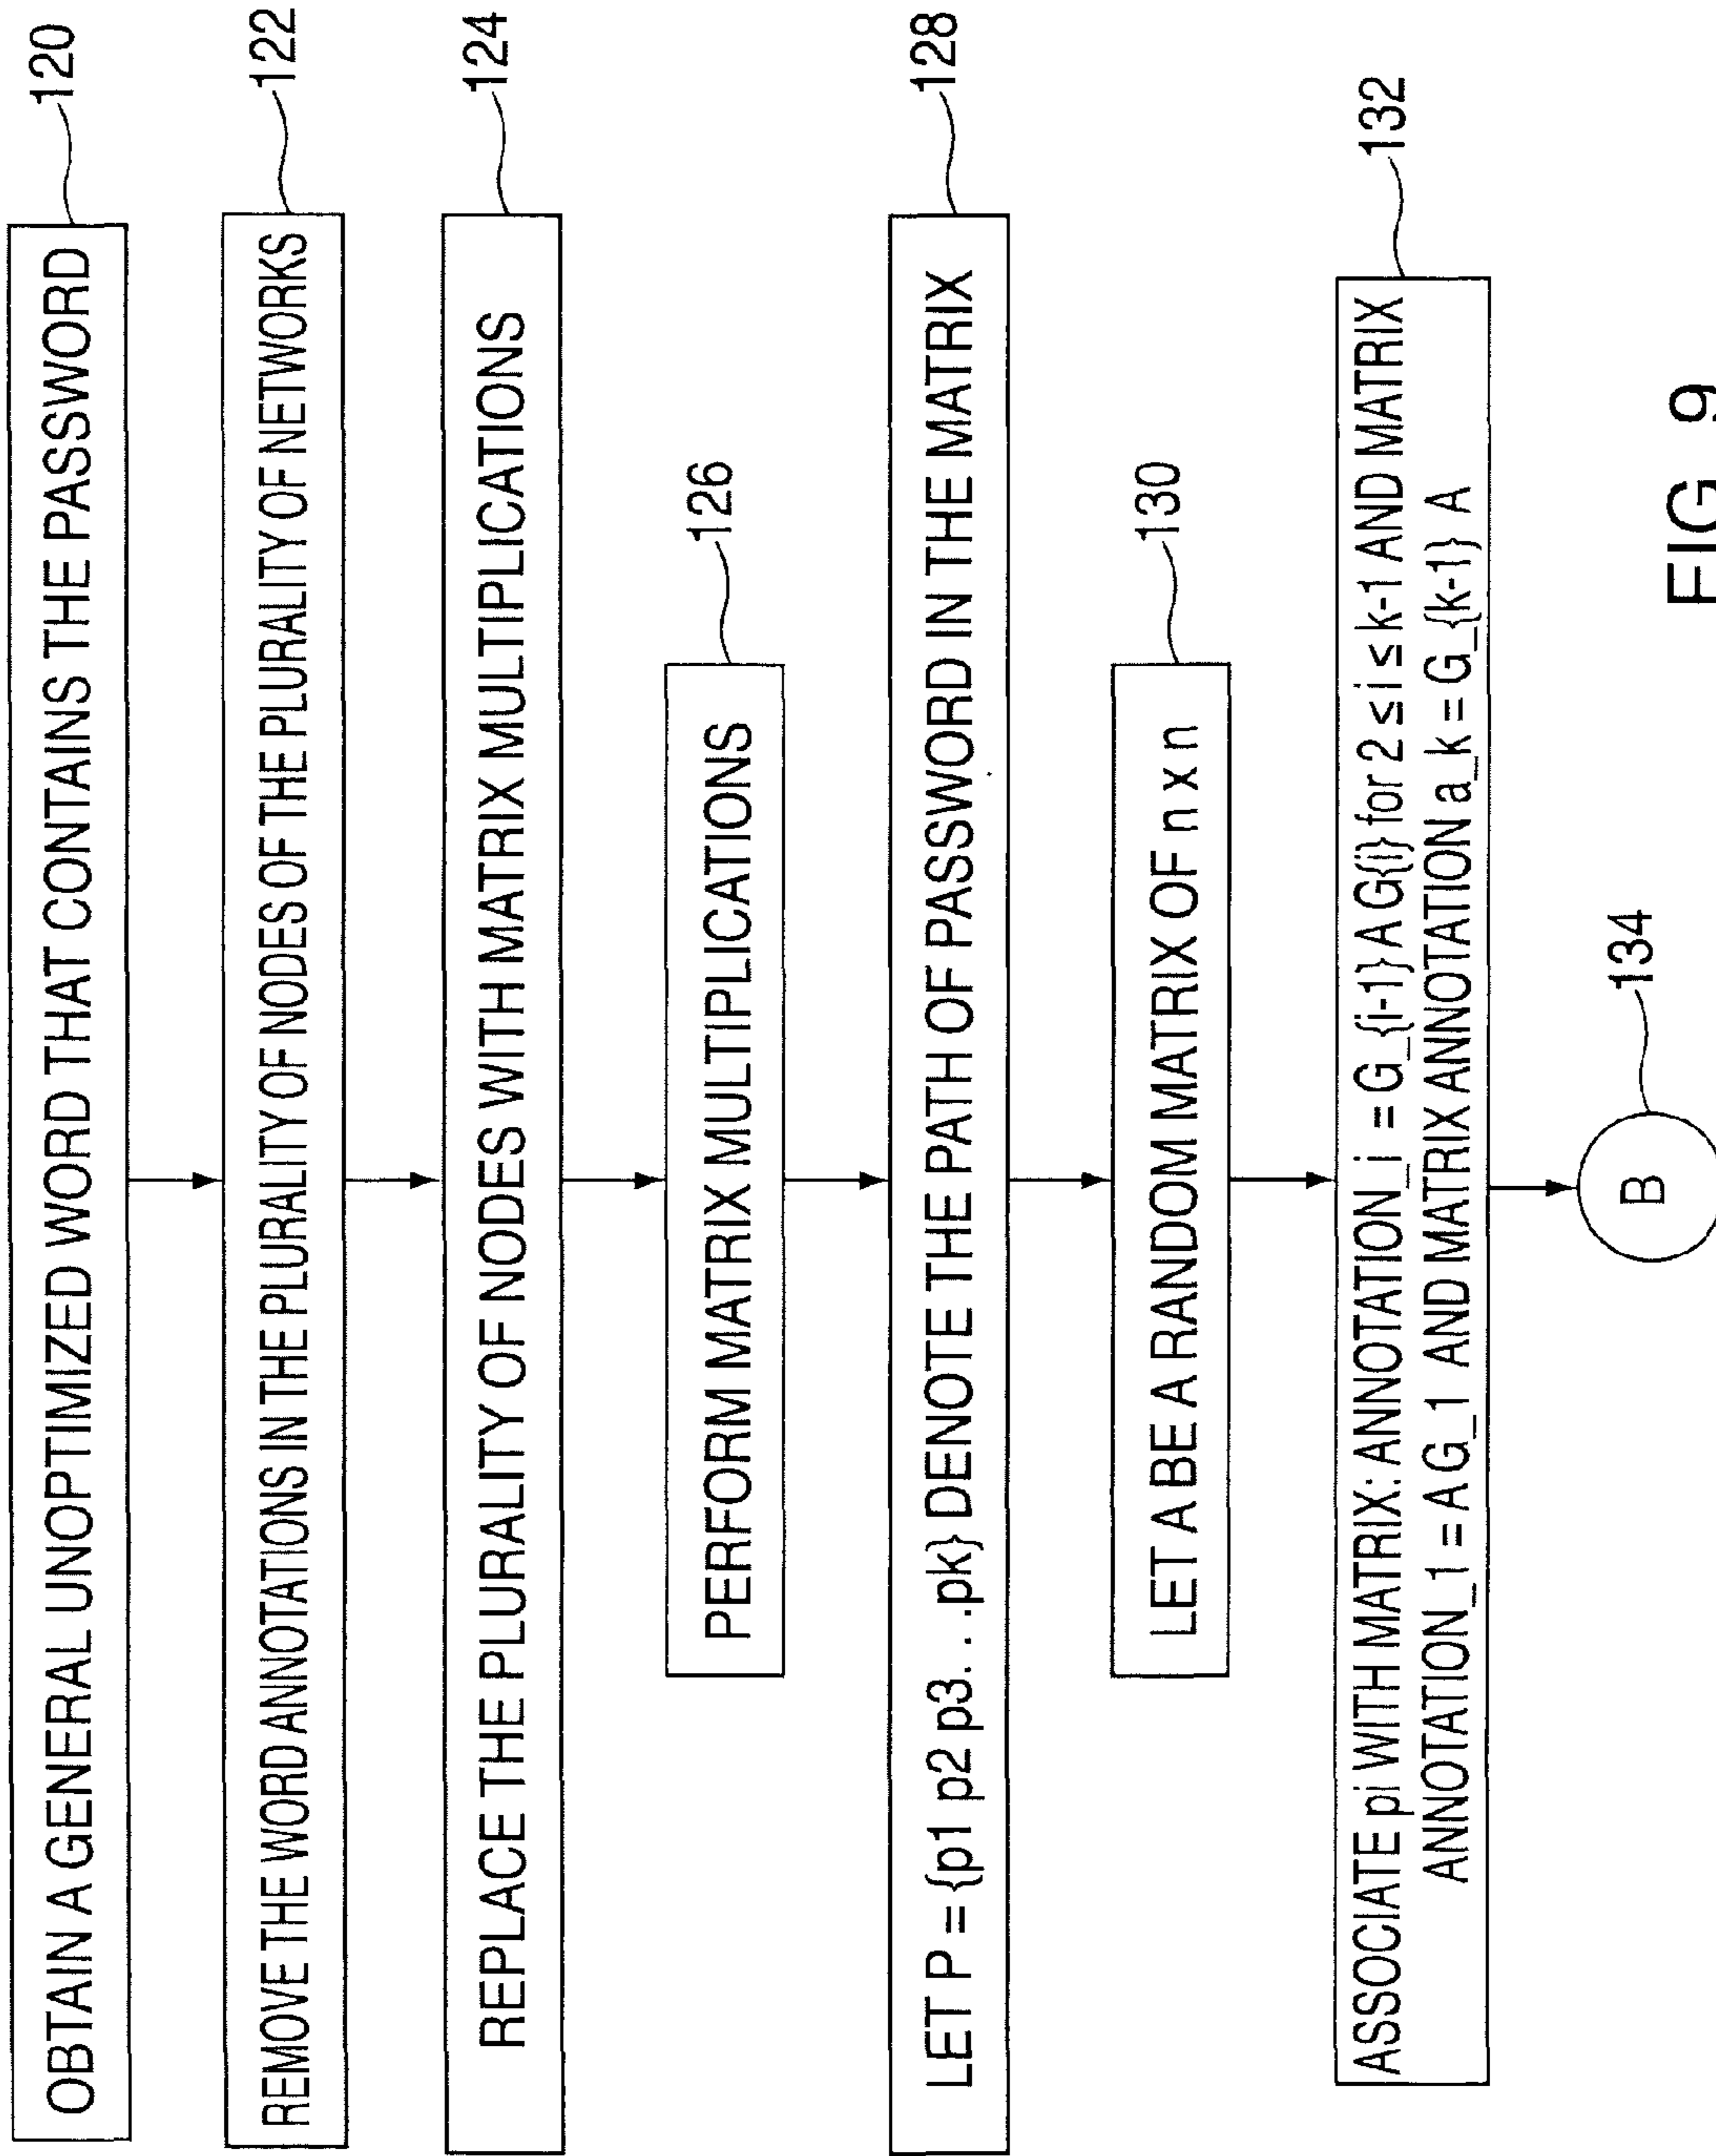 OBTAIN A GENERAL UNOPTIMIZED WORD THAT CONTAINS THE PASSWORD
120
REMOVE THE WORD ANNOTATIONS IN THE PLURALITY OF NODES OF THE PLURALITY OF NETWORKS
122
REPLACE THE PLURALITY OF NODES WITH MATRIX MULTIPLICATIONS
124
PERFORM MATRIX MULTIPLICATIONS
126
LET P = {p1 p2 p3. . .pk} DENOTE THE PATH OF PASSWORD IN THE MATRIX
128
LET A BE A RANDOM MATRIX OF n x n
130
ASSOCIATE pi WITH MATRIX: ANNOTATION_i = G_{i-1} A G{i} for 2 ≤ i ≤ k-1 AND MATRIX
ANNOTATION_1 = A G_1 AND MATRIX ANNOTATION a_k = G_{k-1} A
132
B
134
FIG_9